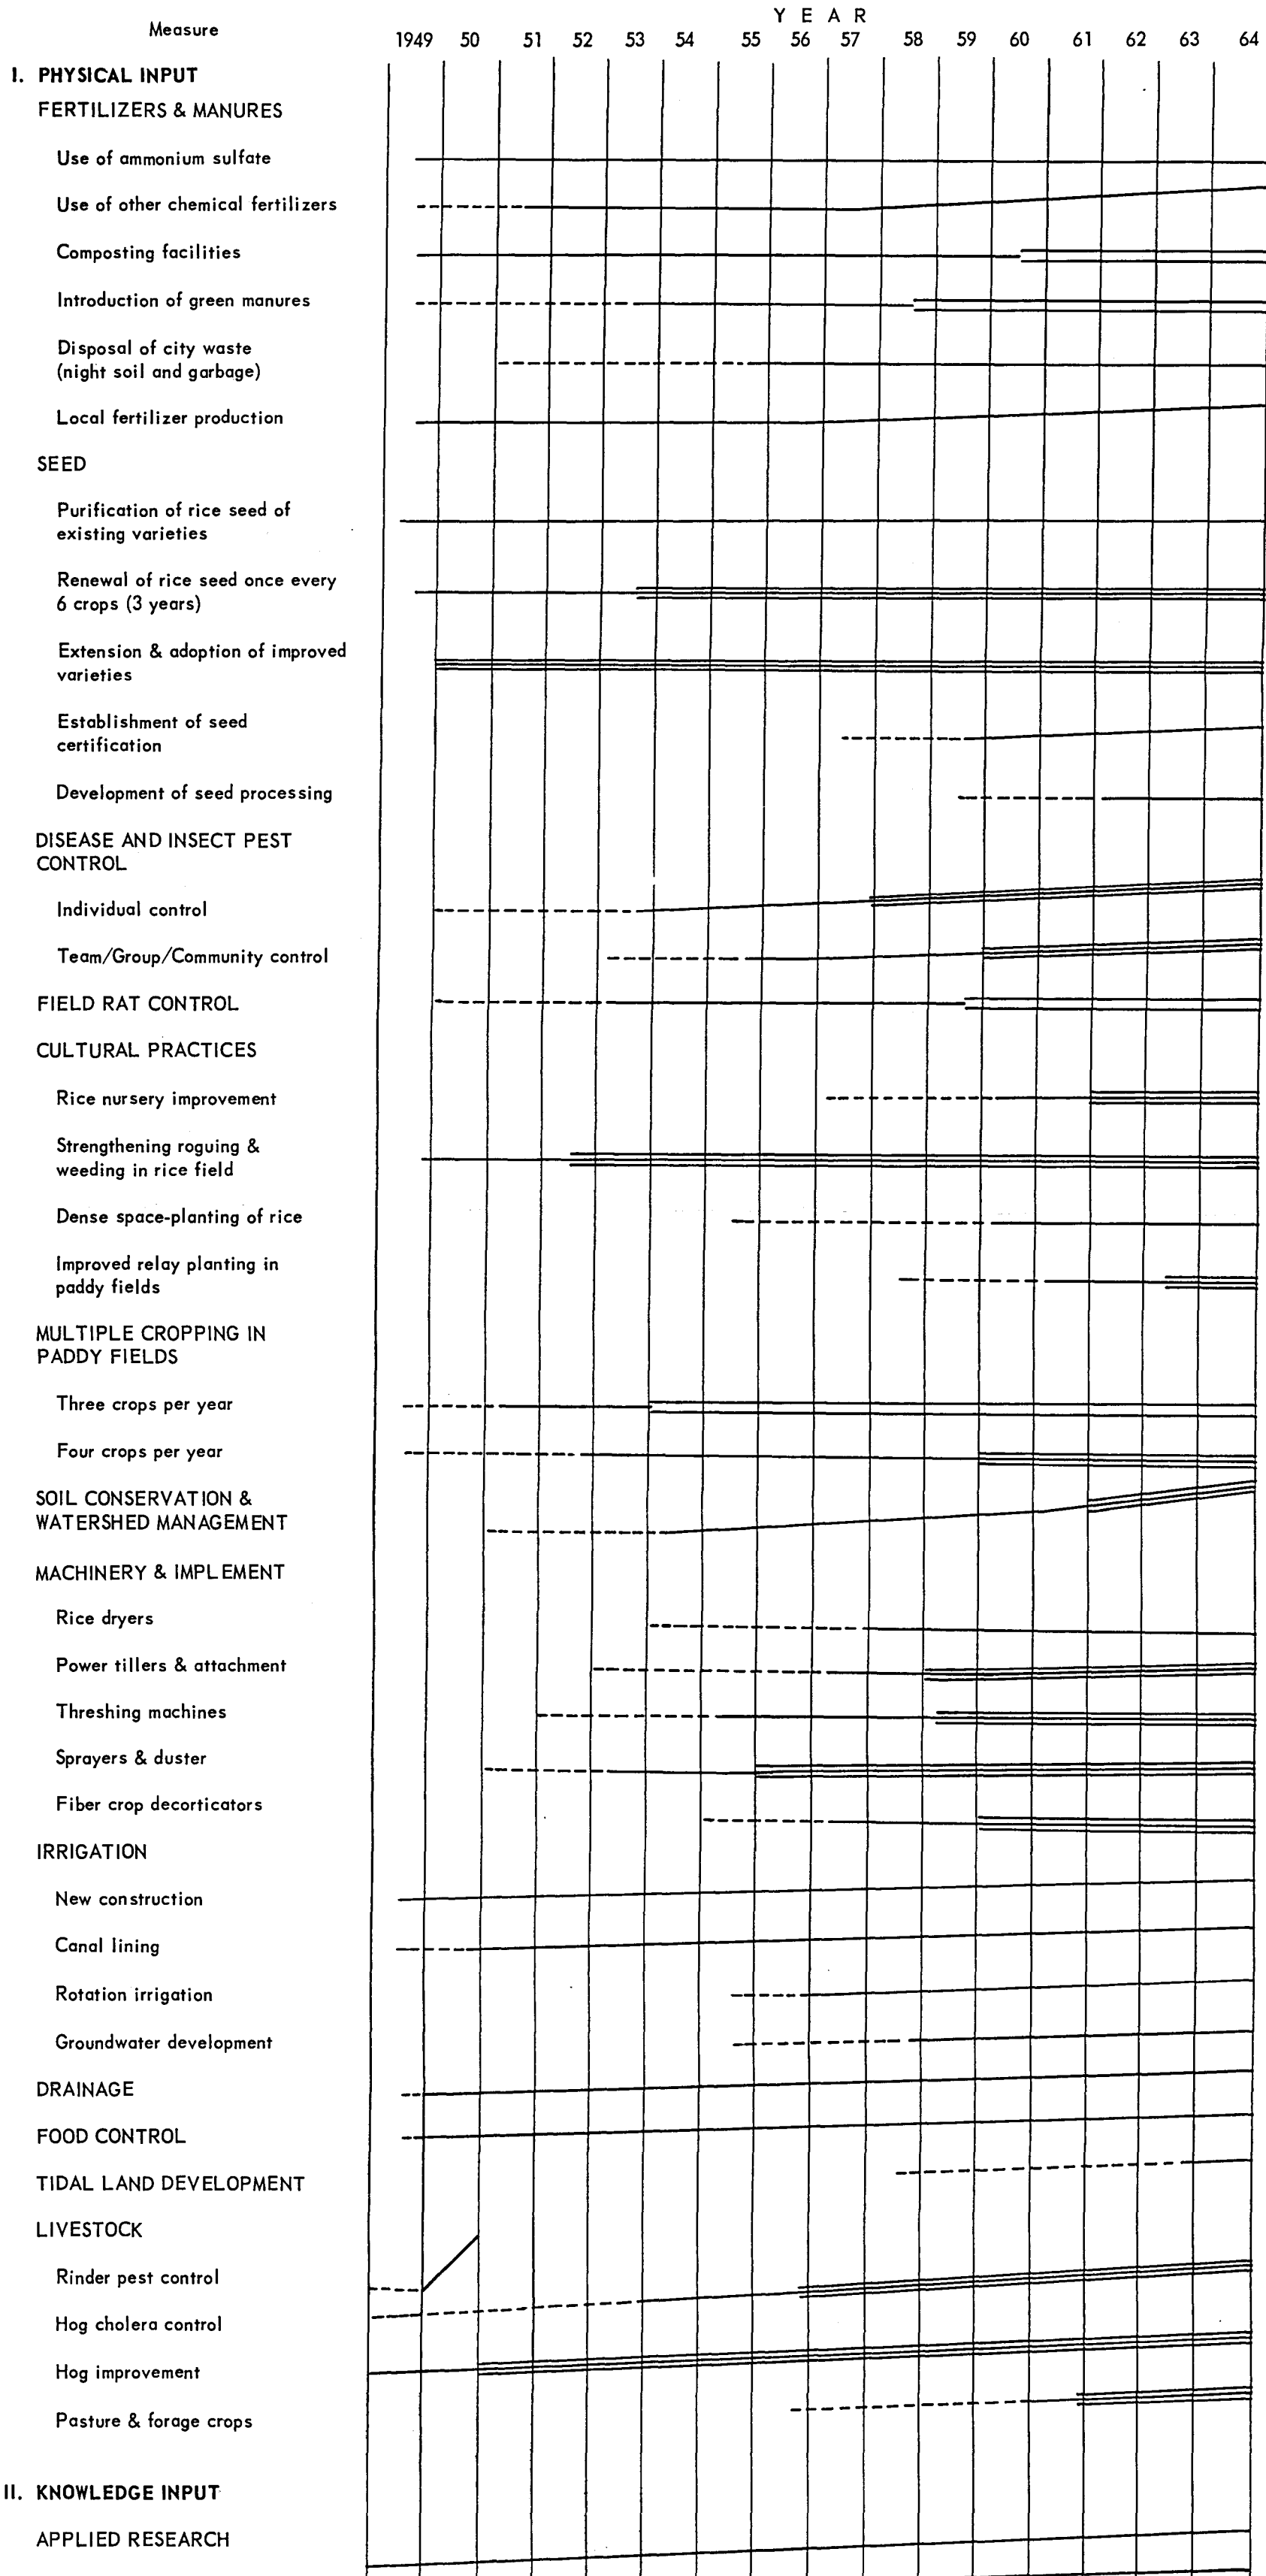 Y E A R
Measure
1949 50 51 52 53 54 55 56 57 58 59 60 61 62 63 64
I. PHYSICAL INPUT
FERTILIZERS & MANURES
Use of ammonium sulfate
Use of other chemical fertilizers
Composting facilities
Introduction of green manures
Disposal of city waste
(night soil and garbage)
Local fertilizer production
SEED
Purification of rice seed of
existing varieties
Renewal of rice seed once every
6 crops (3 years)
Extension & adoption of improved
varieties
Establishment of seed
certification
Development of seed processing
DISEASE AND INSECT PEST
CONTROL
Individual control
Team/Group/Community control
FIELD RAT CONTROL
CULTURAL PRACTICES
Rice nursery improvement
Strengthening roguing &
weeding in rice field
Dense space-planting of rice
Improved relay planting in
paddy fields
MULTIPLE CROPPING IN
PADDY FIELDS
Three crops per year
Four crops per year
SOIL CONSERVATION &
WATERSHED MANAGEMENT
MACHINERY & IMPLEMENT
Rice dryers
Power tillers & attachment
Threshing machines
Sprayers & duster
Fiber crop decorticators
IRRIGATION
New construction
Canal lining
Rotation irrigation
Groundwater development
DRAINAGE
FOOD CONTROL
TIDAL LAND DEVELOPMENT
LIVESTOCK
Rinder pest control
Hog cholera control
Hog improvement
Pasture & forage crops
II. KNOWLEDGE INPUT
APPLIED RESEARCH